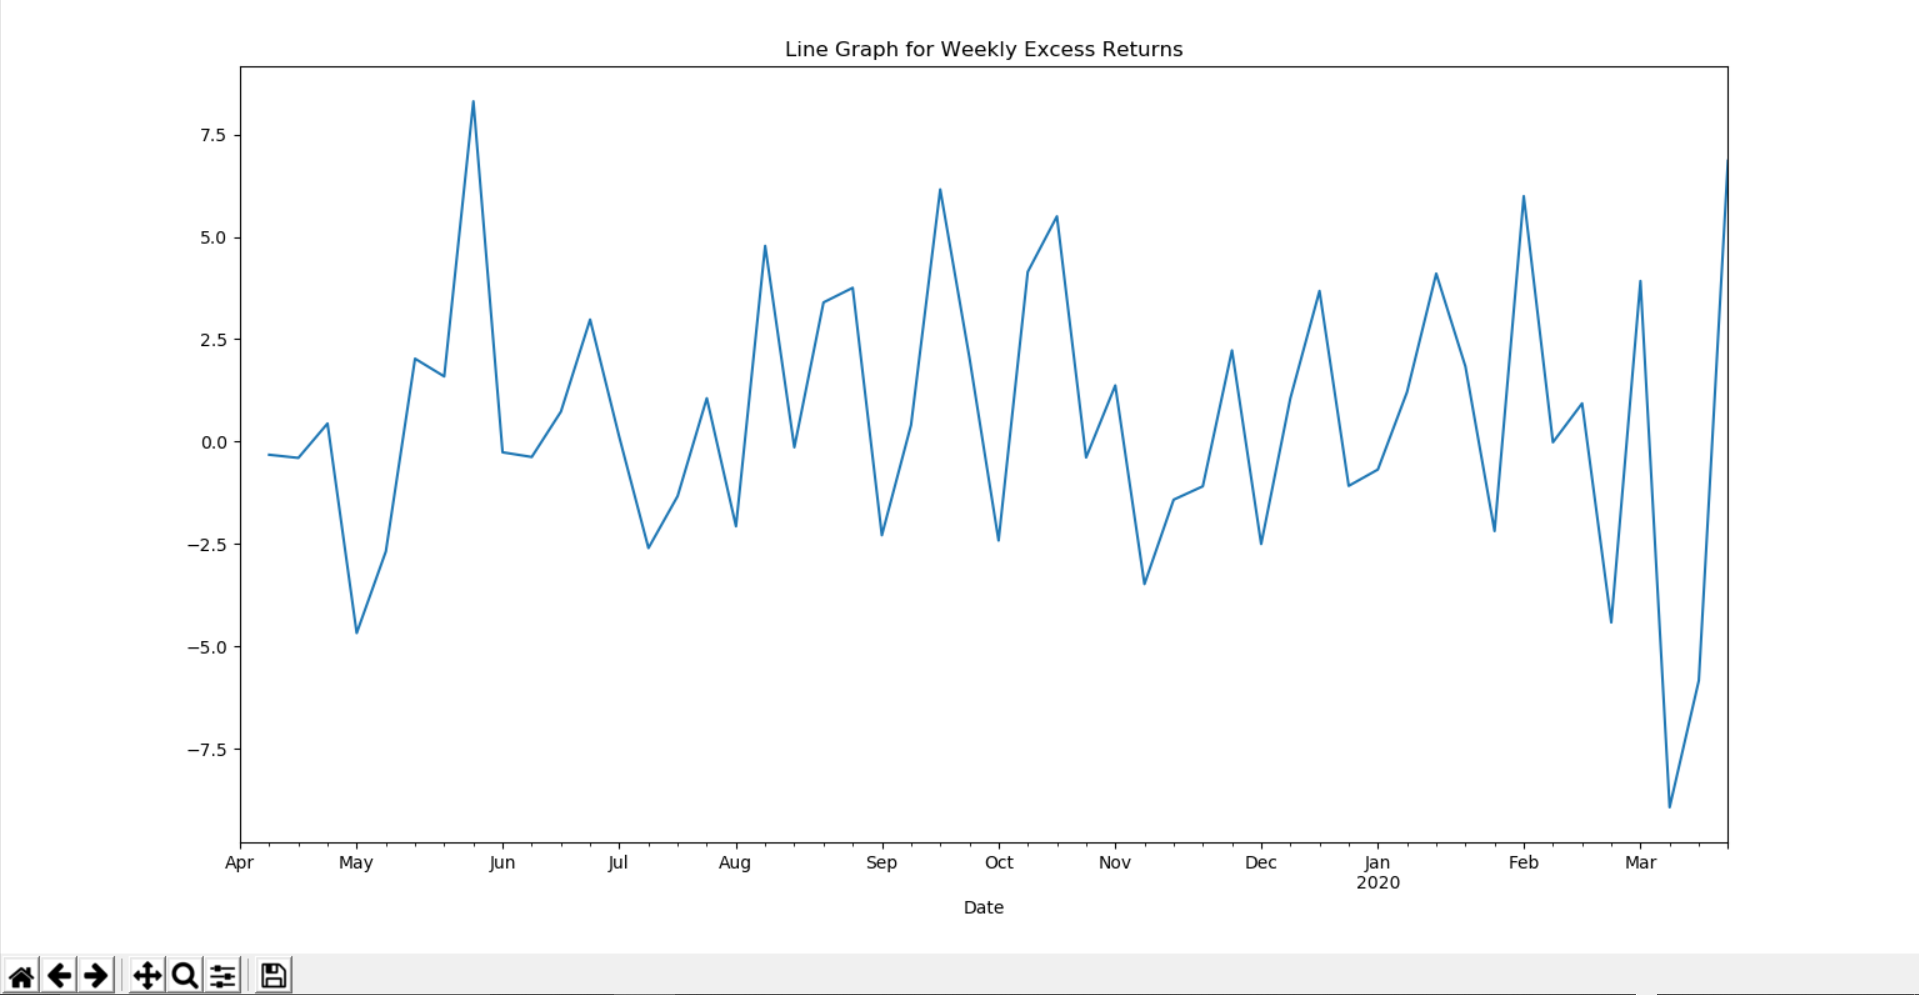 Line Graph for Weekly Excess Returns
7.5
5.0
2.5
0.0
−2.5
−5.0
−7.5
Apr May Jun Jul Aug Sep Oct Nov Dec Jan Feb Mar
2020
Date